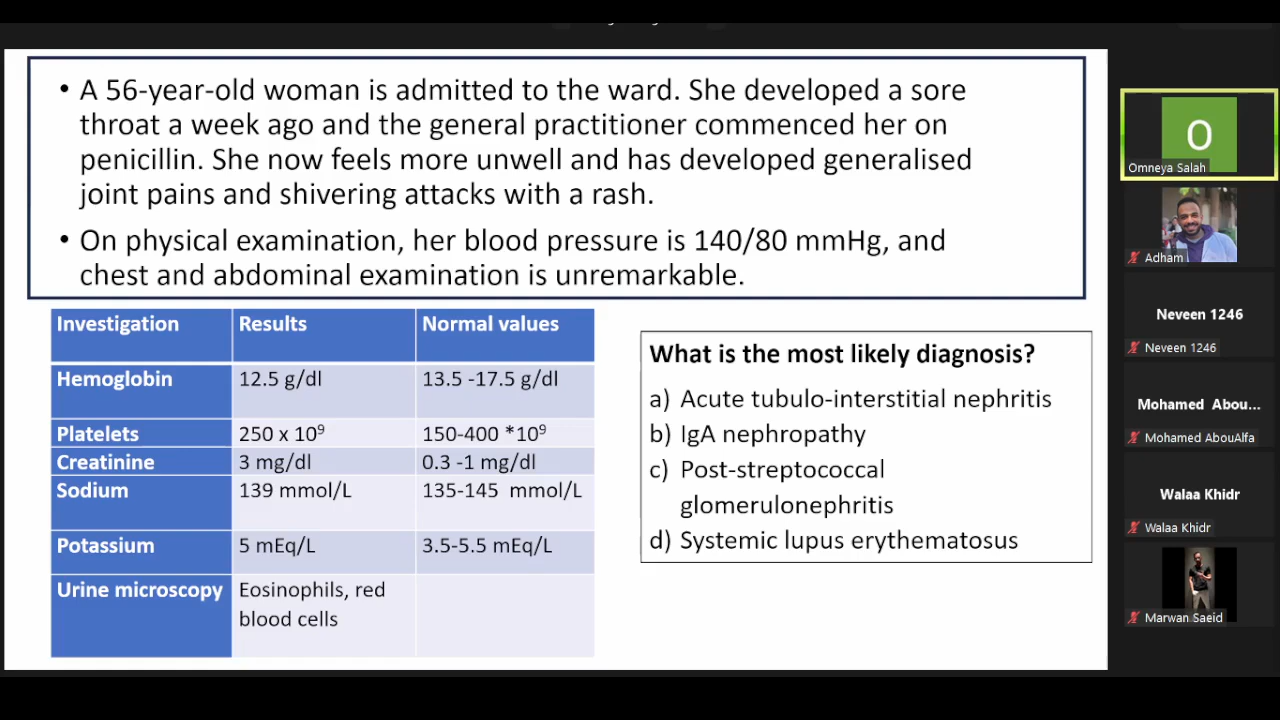 • A 56-year-old woman is admitted to the ward. She developed a sore
throat a week ago and the general practitioner commenced her on
penicillin. She now feels more unwell and has developed generalised
joint pains and shivering attacks with a rash.
• On physical examination, her blood pressure is 140/80 mmHg, and
chest and abdominal examination is unremarkable.
Investigation Results Normal values
Hemoglobin 12.5 g/dl 13.5 -17.5 g/dl
Platelets 250 x 10⁹ 150-400 *10⁹
Creatinine 3 mg/dl 0.3 -1 mg/dl
Sodium 139 mmol/L 135-145 mmol/L
Potassium 5 mEq/L 3.5-5.5 mEq/L
Urine microscopy Eosinophils, red
blood cells
What is the most likely diagnosis?
a) Acute tubulo-interstitial nephritis
b) IgA nephropathy
c) Post-streptococcal
glomerulonephritis
d) Systemic lupus erythematosus
O
Omneya Salah
Adham
Neveen 1246
Neveen 1246
Mohamed Abou...
Mohamed AbouAlfa
Walaa Khidr
Walaa Khidr
Marwan Saeid